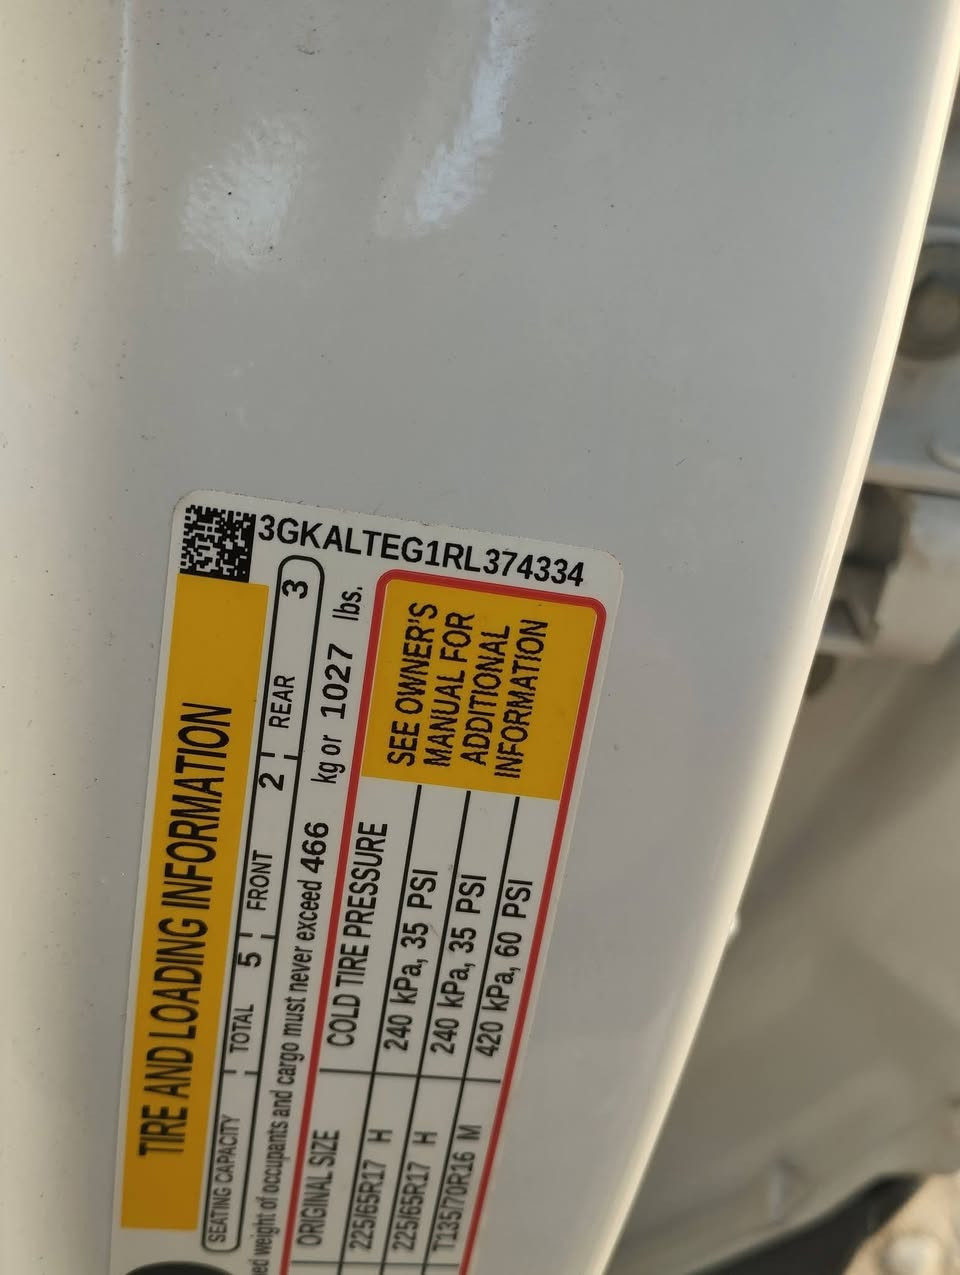 3GKALTEG1RL374334
TIRE AND LOADING INFORMATION
SEATING CAPACITY TOTAL 5 FRONT 2 REAR 3
weight of occupants and cargo must never exceed 466 kg or 1027 lbs.
ORIGINAL SIZE COLD TIRE PRESSURE
225/65R17 H 240 kPa, 35 PSI
225/65R17 H 240 kPa, 35 PSI
T135/70R16 M 420 kPa, 60 PSI
SEE OWNER'S
MANUAL FOR
ADDITIONAL
INFORMATION